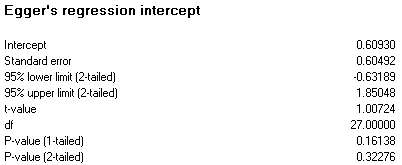 Egger's regression intercept
Intercept 0.60930
Standard error 0.60492
95% lower limit (2-tailed) -0.63189
95% upper limit (2-tailed) 1.85048
t-value 1.00724
df 27.00000
P-value (1-tailed) 0.16138
P-value (2-tailed) 0.32276